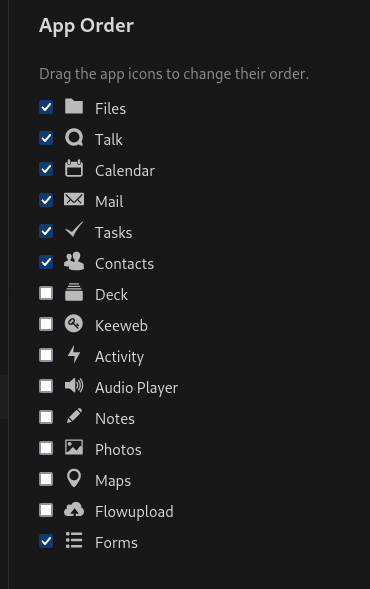 App Order
Drag the app icons to change their order.
Files
Talk
Calendar
Mail
Tasks
Contacts
Deck
Keeweb
Activity
Audio Player
Notes
Photos
Maps
Flowupload
Forms